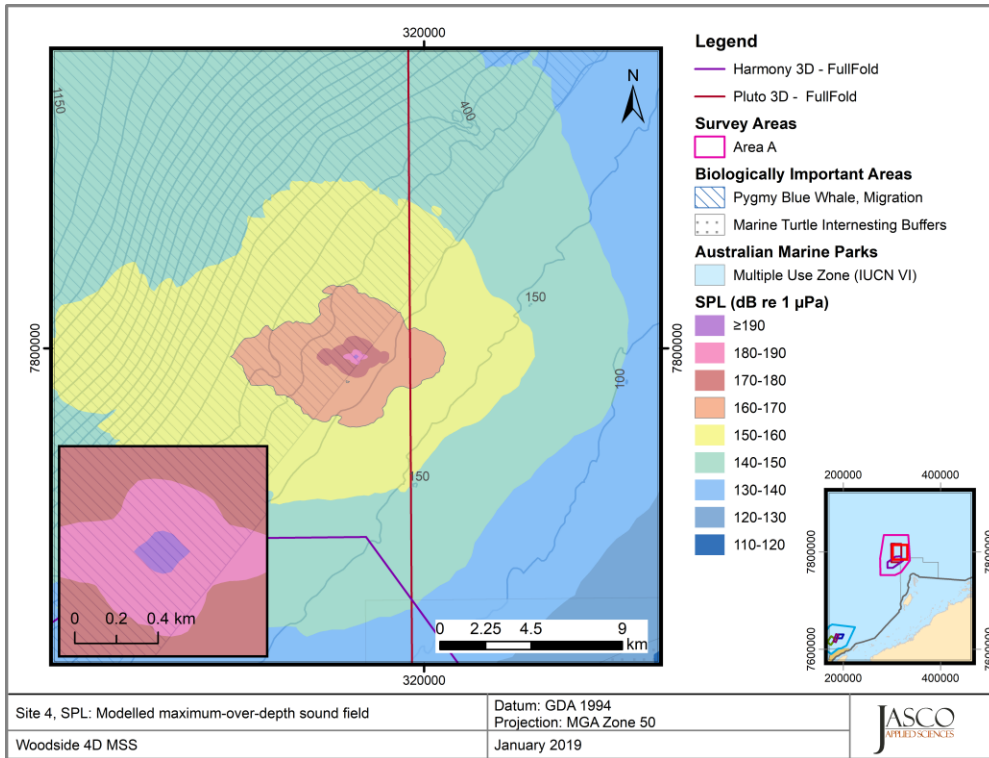 320000
7800000
7800000
320000
N
1150
400
150
100
150
0 0.2 0.4 km
0 2.25 4.5 9
km
Legend
Harmony 3D - FullFold
Pluto 3D - FullFold
Survey Areas
Area A
Biologically Important Areas
Pygmy Blue Whale, Migration
Marine Turtle Internesting Buffers
Australian Marine Parks
Multiple Use Zone (IUCN VI)
SPL (dB re 1 µPa)
≥190
180-190
170-180
160-170
150-160
140-150
130-140
120-130
110-120
200000 400000
7800000 7800000
7600000 7600000
200000 400000
Site 4, SPL: Modelled maximum-over-depth sound field
Datum: GDA 1994
Projection: MGA Zone 50
Woodside 4D MSS
January 2019
JASCO
APPLIED SCIENCES